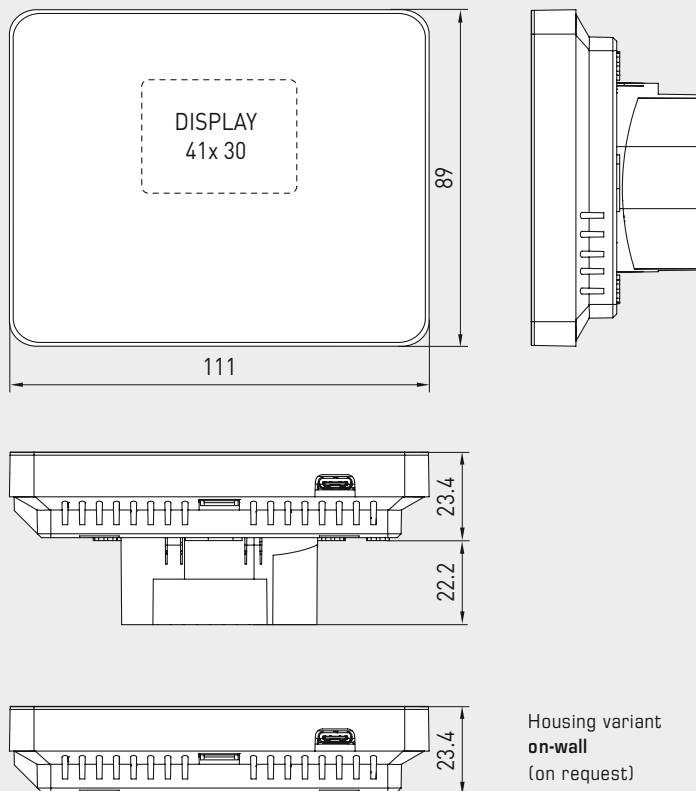 DISPLAY
41x 30
89
111
23.4
22.2
23.4
Housing variant
on-wall
(on request)